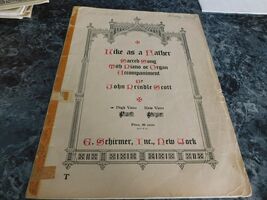 Like as a Father
Sacred Song
With Piano or Organ
Accompaniment
John Prindle Scott
High Voice Low Voice
G. Schirmer, Inc., New York
T